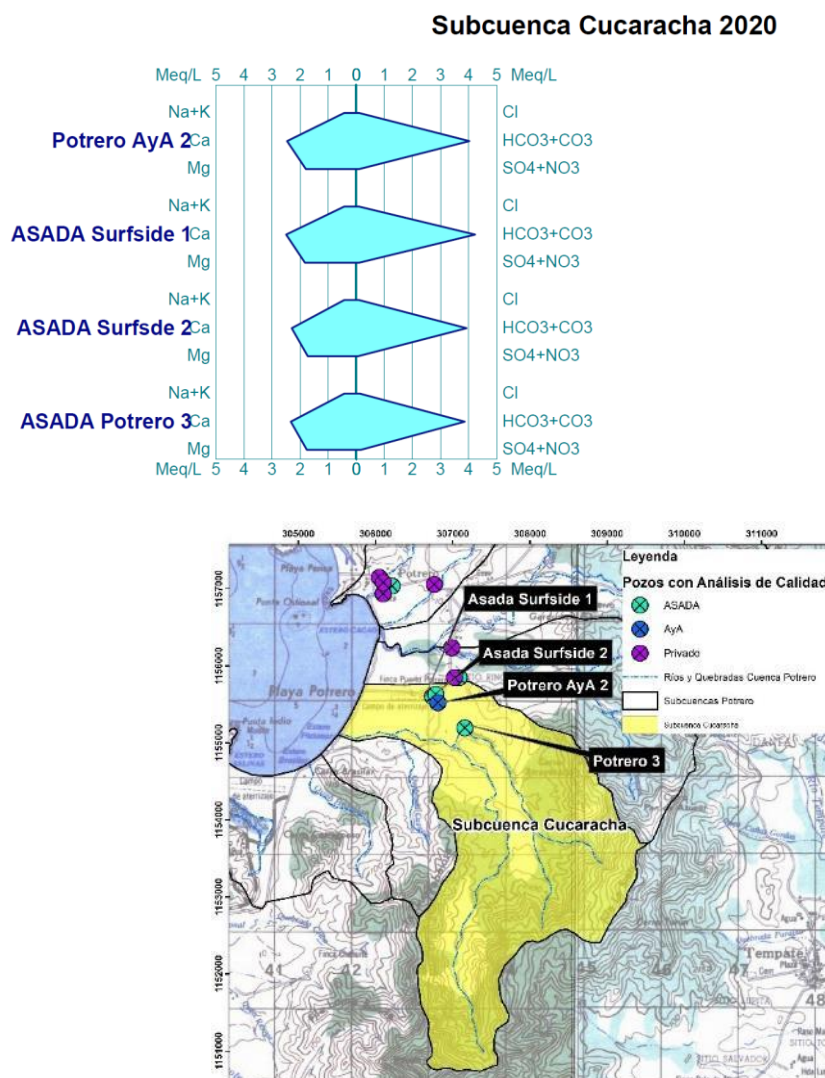 Subcuenca Cucaracha 2020
Meq/L 5 4 3 2 1 0 1 2 3 4 5 Meq/L
Na+K Cl
Potrero AyA 2 Ca HCO3+CO3
Mg SO4+NO3
Na+K Cl
ASADA Surfside 1 Ca HCO3+CO3
Mg SO4+NO3
Na+K Cl
ASADA Surfsde 2 Ca HCO3+CO3
Mg SO4+NO3
Na+K Cl
ASADA Potrero 3 Ca HCO3+CO3
Mg SO4+NO3
Meq/L 5 4 3 2 1 0 1 2 3 4 5 Meq/L
305000 306000 307000 308000 309000 310000 311000
1157000
1156000
1155000
1154000
1153000
1152000
1151000
Leyenda
Pozos con Análisis de Calidad
ASADA
AyA
Privado
Ríos y Quebradas Cuenca Potrero
Subcuencas Potrero
Subcuenca Cucaracha
Potrero
Asada Surfside 1
Asada Surfside 2
Playa Potrero
Potrero AyA 2
Potrero 3
Subcuenca Cucaracha
Tempate
41 42 45 46 47 48